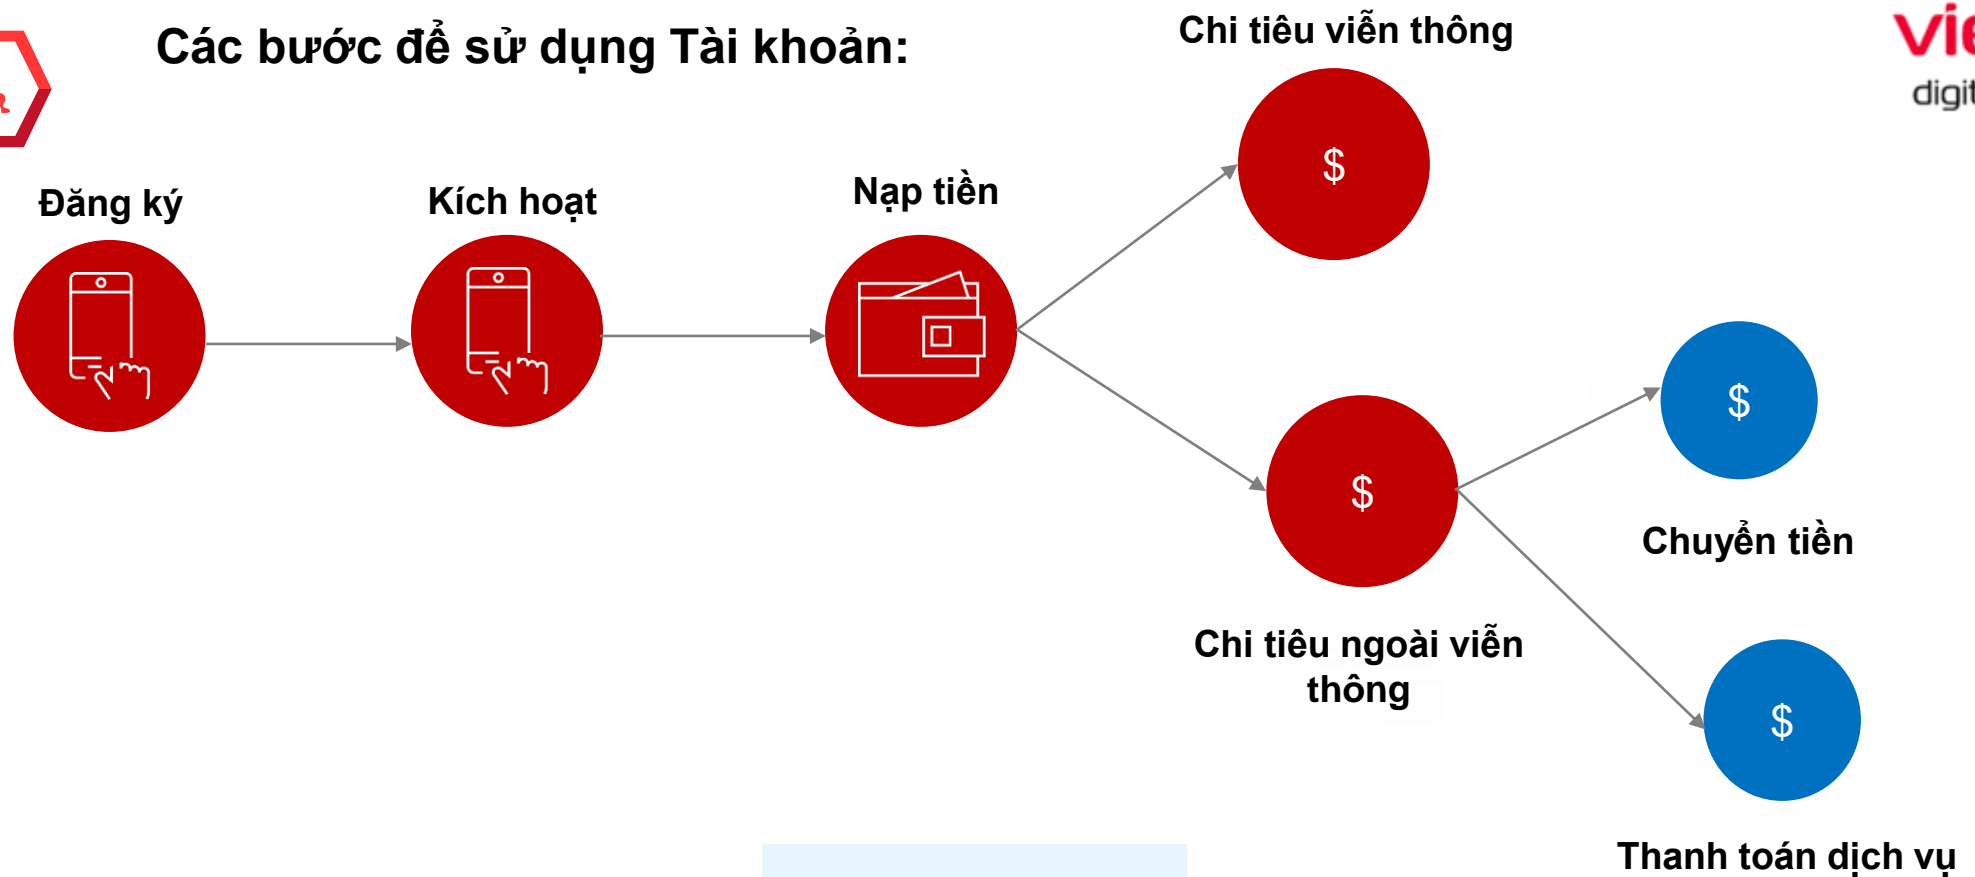 Các bước để sử dụng Tài khoản:
Chi tiêu viễn thông
Đăng ký
Kích hoạt
Nạp tiền
$
$
$
Chuyển tiền
Chi tiêu ngoài viễn
thông
$
Thanh toán dịch vụ